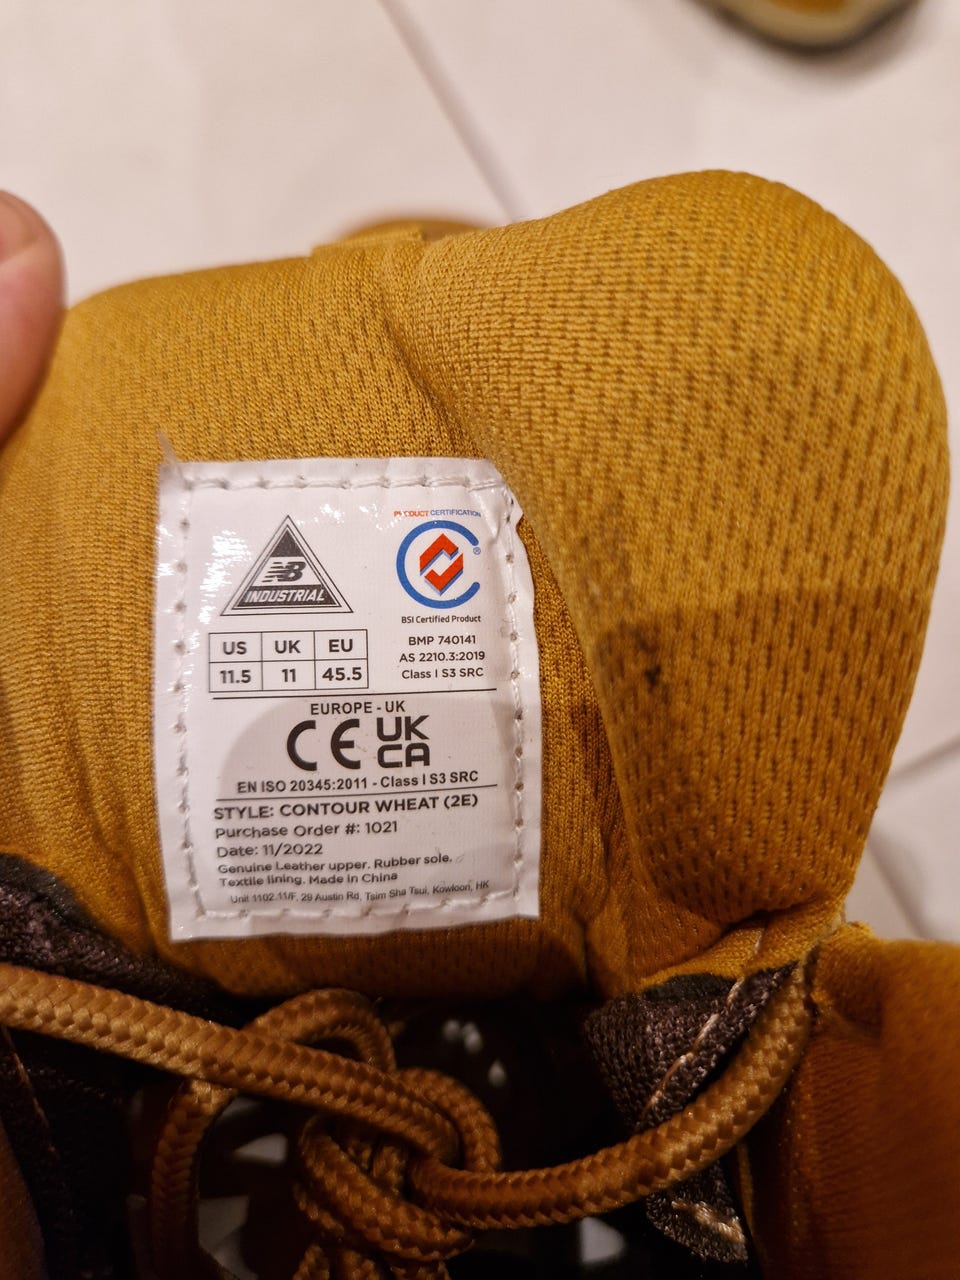 NB
INDUSTRIAL
PRODUCT CERTIFICATION
®
BSI Certified Product
US UK EU
11.5 11 45.5
BMP 740141
AS 2210.3:2019
Class I S3 SRC
EUROPE - UK
CE UK
CA
EN ISO 20345:2011 - Class I S3 SRC
STYLE: CONTOUR WHEAT (2E)
Purchase Order #: 1021
Date: 11/2022
Genuine Leather upper. Rubber sole.
Textile lining. Made in China
Unit 1102.11/F, 29 Austin Rd, Tsim Sha Tsui, Kowloon, HK